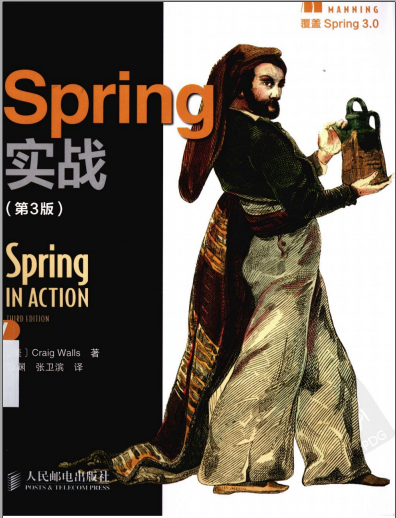 MANNING
覆盖 Spring 3.0
Spring
实战
(第3版)
Spring
IN ACTION
THIRD EDITION
] Craig Walls 著
张卫滨 译
人民邮电出版社
POSTS & TELECOM PRESS
PDG